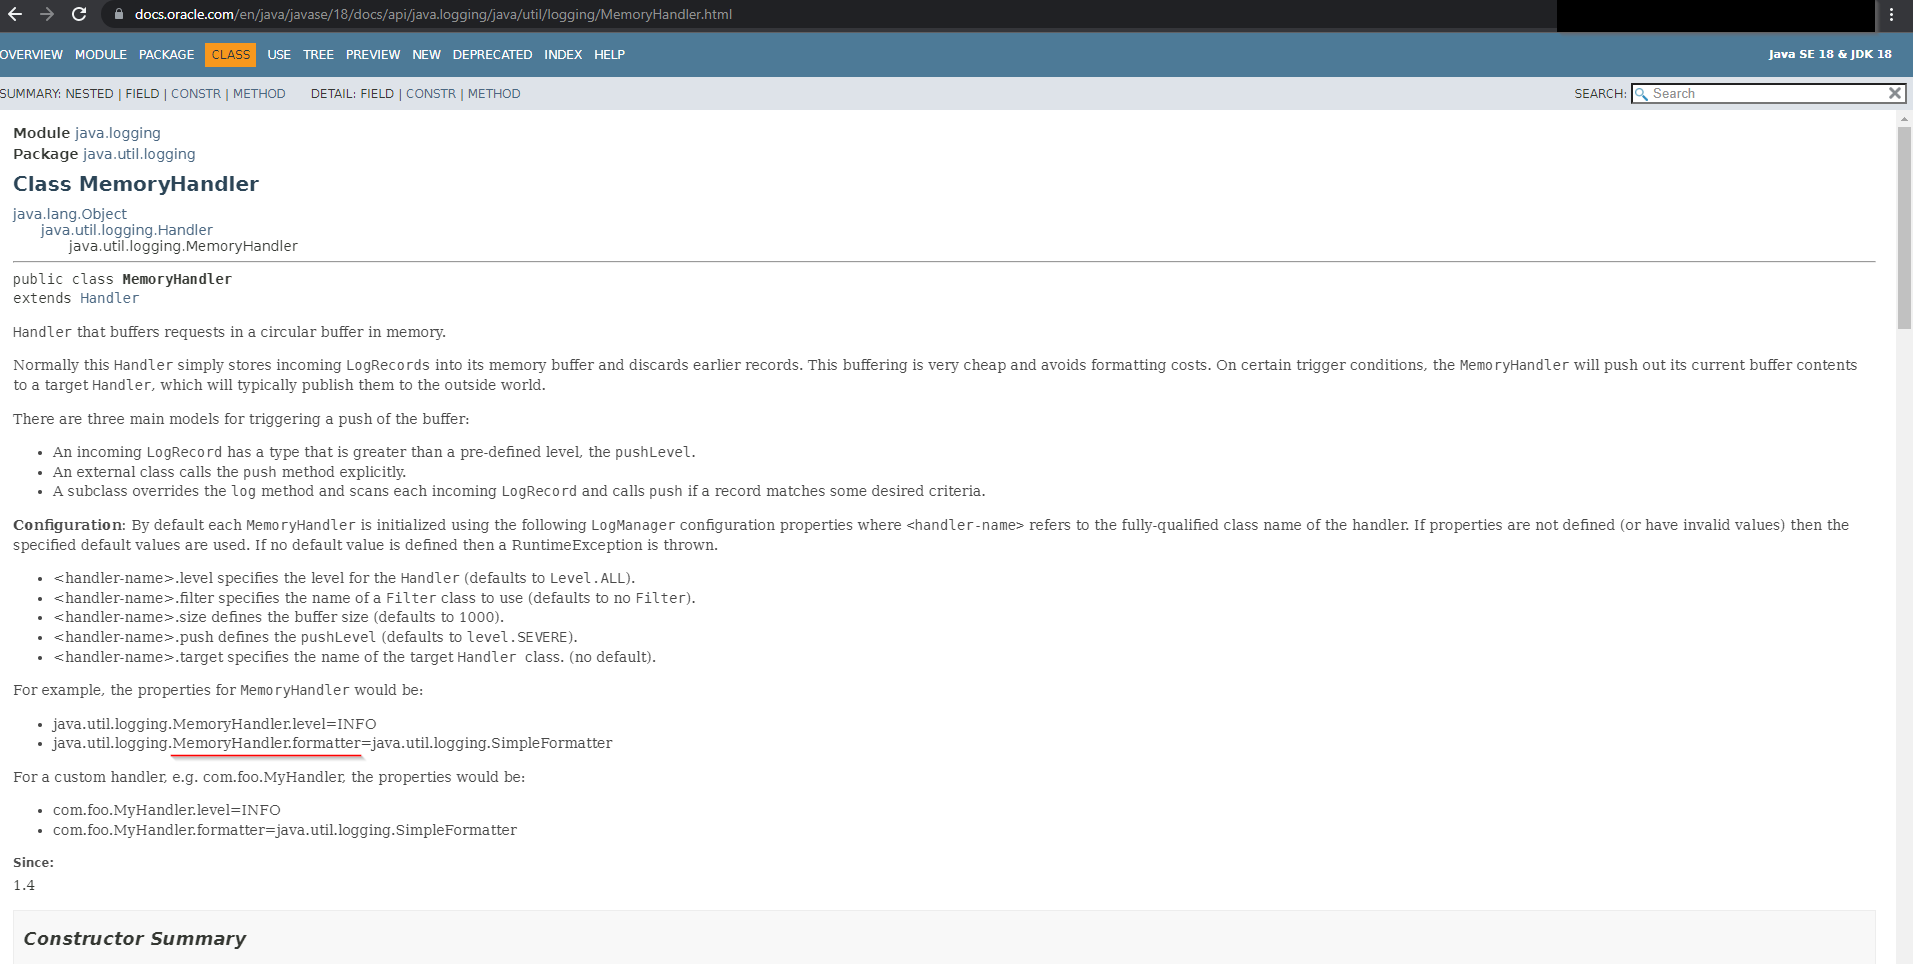 docs.oracle.com/en/java/javase/18/docs/api/java.logging/java/util/logging/MemoryHandler.html
OVERVIEW MODULE PACKAGE CLASS USE TREE PREVIEW NEW DEPRECATED INDEX HELP Java SE 18 & JDK 18
SUMMARY: NESTED | FIELD | CONSTR | METHOD DETAIL: FIELD | CONSTR | METHOD SEARCH: Search
Module java.logging
Package java.util.logging
Class MemoryHandler
java.lang.Object
java.util.logging.Handler
java.util.logging.MemoryHandler
public class MemoryHandler
extends Handler
Handler that buffers requests in a circular buffer in memory.
Normally this Handler simply stores incoming LogRecords into its memory buffer and discards earlier records. This buffering is very cheap and avoids formatting costs. On certain trigger conditions, the MemoryHandler will push out its current buffer contents
to a target Handler, which will typically publish them to the outside world.
There are three main models for triggering a push of the buffer:
• An incoming LogRecord has a type that is greater than a pre-defined level, the pushLevel.
• An external class calls the push method explicitly.
• A subclass overrides the log method and scans each incoming LogRecord and calls push if a record matches some desired criteria.
Configuration: By default each MemoryHandler is initialized using the following LogManager configuration properties where <handler-name> refers to the fully-qualified class name of the handler. If properties are not defined (or have invalid values) then the
specified default values are used. If no default value is defined then a RuntimeException is thrown.
• <handler-name>.level specifies the level for the Handler (defaults to Level.ALL).
• <handler-name>.filter specifies the name of a Filter class to use (defaults to no Filter).
• <handler-name>.size defines the buffer size (defaults to 1000).
• <handler-name>.push defines the pushLevel (defaults to level.SEVERE).
• <handler-name>.target specifies the name of the target Handler class. (no default).
For example, the properties for MemoryHandler would be:
• java.util.logging.MemoryHandler.level=INFO
• java.util.logging.MemoryHandler.formatter=java.util.logging.SimpleFormatter
For a custom handler, e.g. com.foo.MyHandler, the properties would be:
• com.foo.MyHandler.level=INFO
• com.foo.MyHandler.formatter=java.util.logging.SimpleFormatter
Since:
1.4
Constructor Summary